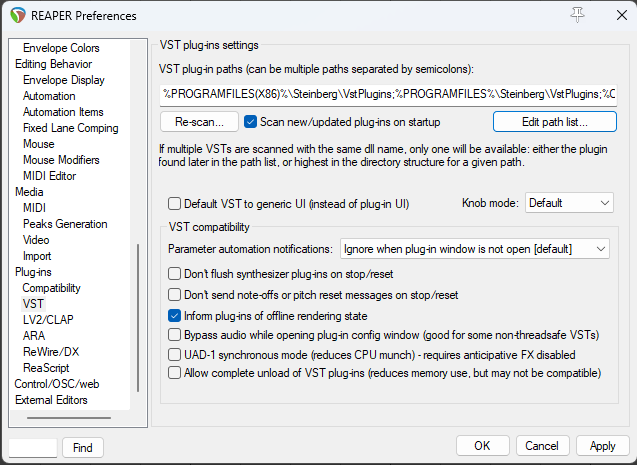 REAPER Preferences
Envelope Colors
Editing Behavior
Envelope Display
Automation
Automation Items
Fixed Lane Comping
Mouse
Mouse Modifiers
MIDI Editor
Media
MIDI
Peaks Generation
Video
Import
Plug-ins
Compatibility
VST
LV2/CLAP
ARA
ReWire/DX
ReaScript
Control/OSC/web
External Editors
Find
VST plug-ins settings
VST plug-in paths (can be multiple paths separated by semicolons):
%PROGRAMFILES(X86)%\Steinberg\VstPlugins;%PROGRAMFILES%\Steinberg\VstPlugins;%C
Re-scan...
Scan new/updated plug-ins on startup
Edit path list...
If multiple VSTs are scanned with the same dll name, only one will be available: either the plugin
found later in the path list, or highest in the directory structure for a given path.
Default VST to generic UI (instead of plug-in UI)
Knob mode: Default
VST compatibility
Parameter automation notifications: Ignore when plug-in window is not open [default]
Don't flush synthesizer plug-ins on stop/reset
Don't send note-offs or pitch reset messages on stop/reset
Inform plug-ins of offline rendering state
Bypass audio while opening plug-in config window (good for some non-threadsafe VSTs)
UAD-1 synchronous mode (reduces CPU munch) - requires anticipative FX disabled
Allow complete unload of VST plug-ins (reduces memory use, but may not be compatible)
OK
Cancel
Apply